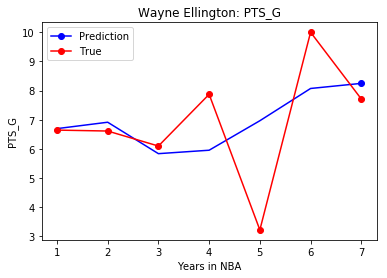 Wayne Ellington: PTS_G
Prediction
True
10
9
8
7
6
5
4
3
PTS_G
1 2 3 4 5 6 7
Years in NBA